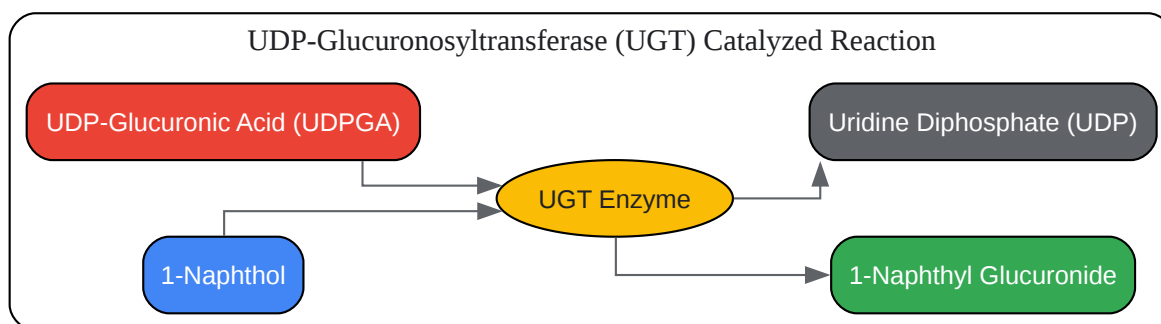 UDP-Glucuronosyltransferase (UGT) Catalyzed Reaction
UDP-Glucuronic Acid (UDPGA)
Uridine Diphosphate (UDP)
UGT Enzyme
1-Naphthol
1-Naphthyl Glucuronide